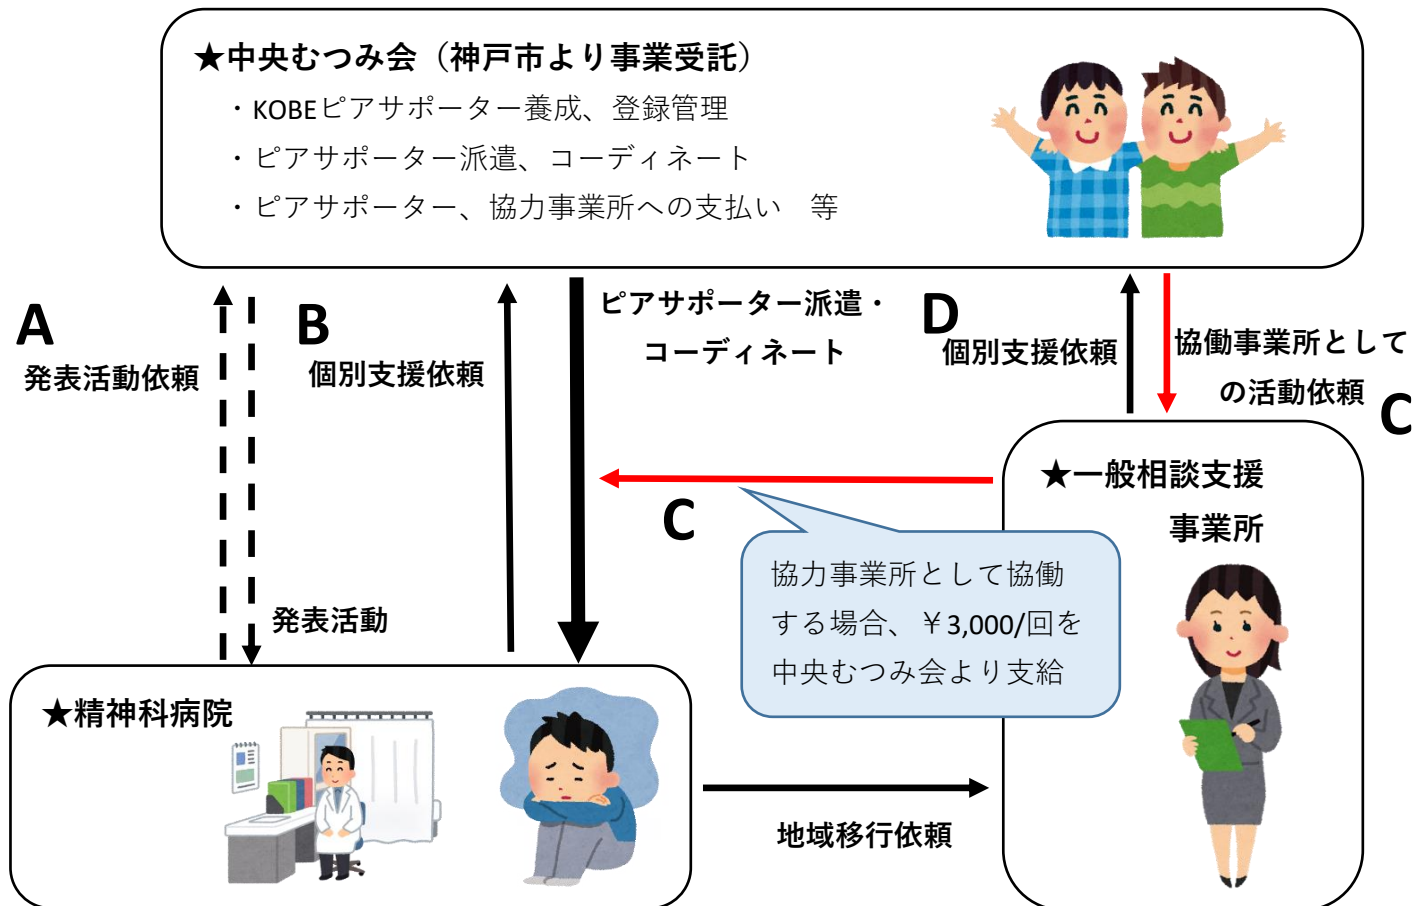 ★中央むつみ会（神戸市より事業受託）
・KOBEピアサポーター養成、登録管理
・ピアサポーター派遣、コーディネート
・ピアサポーター、協力事業所への支払い　等
A
発表活動依頼
B
個別支援依頼
ピアサポーター派遣・
コーディネート
D
個別支援依頼
協働事業所として
の活動依頼
C
発表活動
C
協力事業所として協働
する場合、￥3,000/回を
中央むつみ会より支給
★一般相談支援
事業所
★精神科病院
地域移行依頼